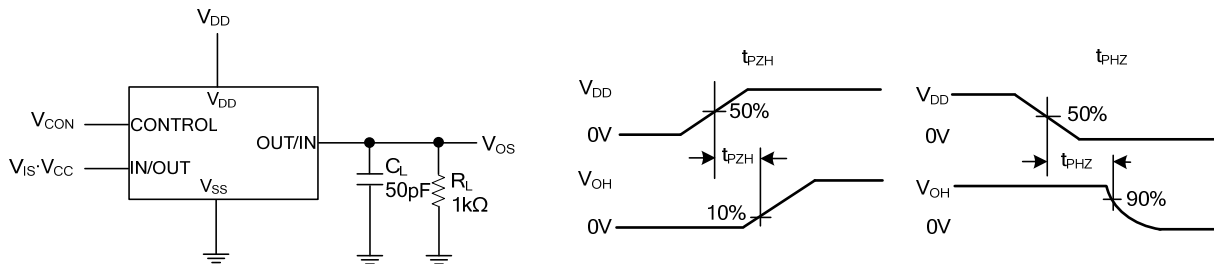 VDD
VDD
VCON
CONTROL
OUT/IN
VOS
VIS·VCC
IN/OUT
VSS
CL
50pF
RL
1kΩ
tPZH
VDD
50%
0V
tPZH
VOH
10%
0V
tPHZ
VDD
50%
0V
tPHZ
VOH
90%
0V